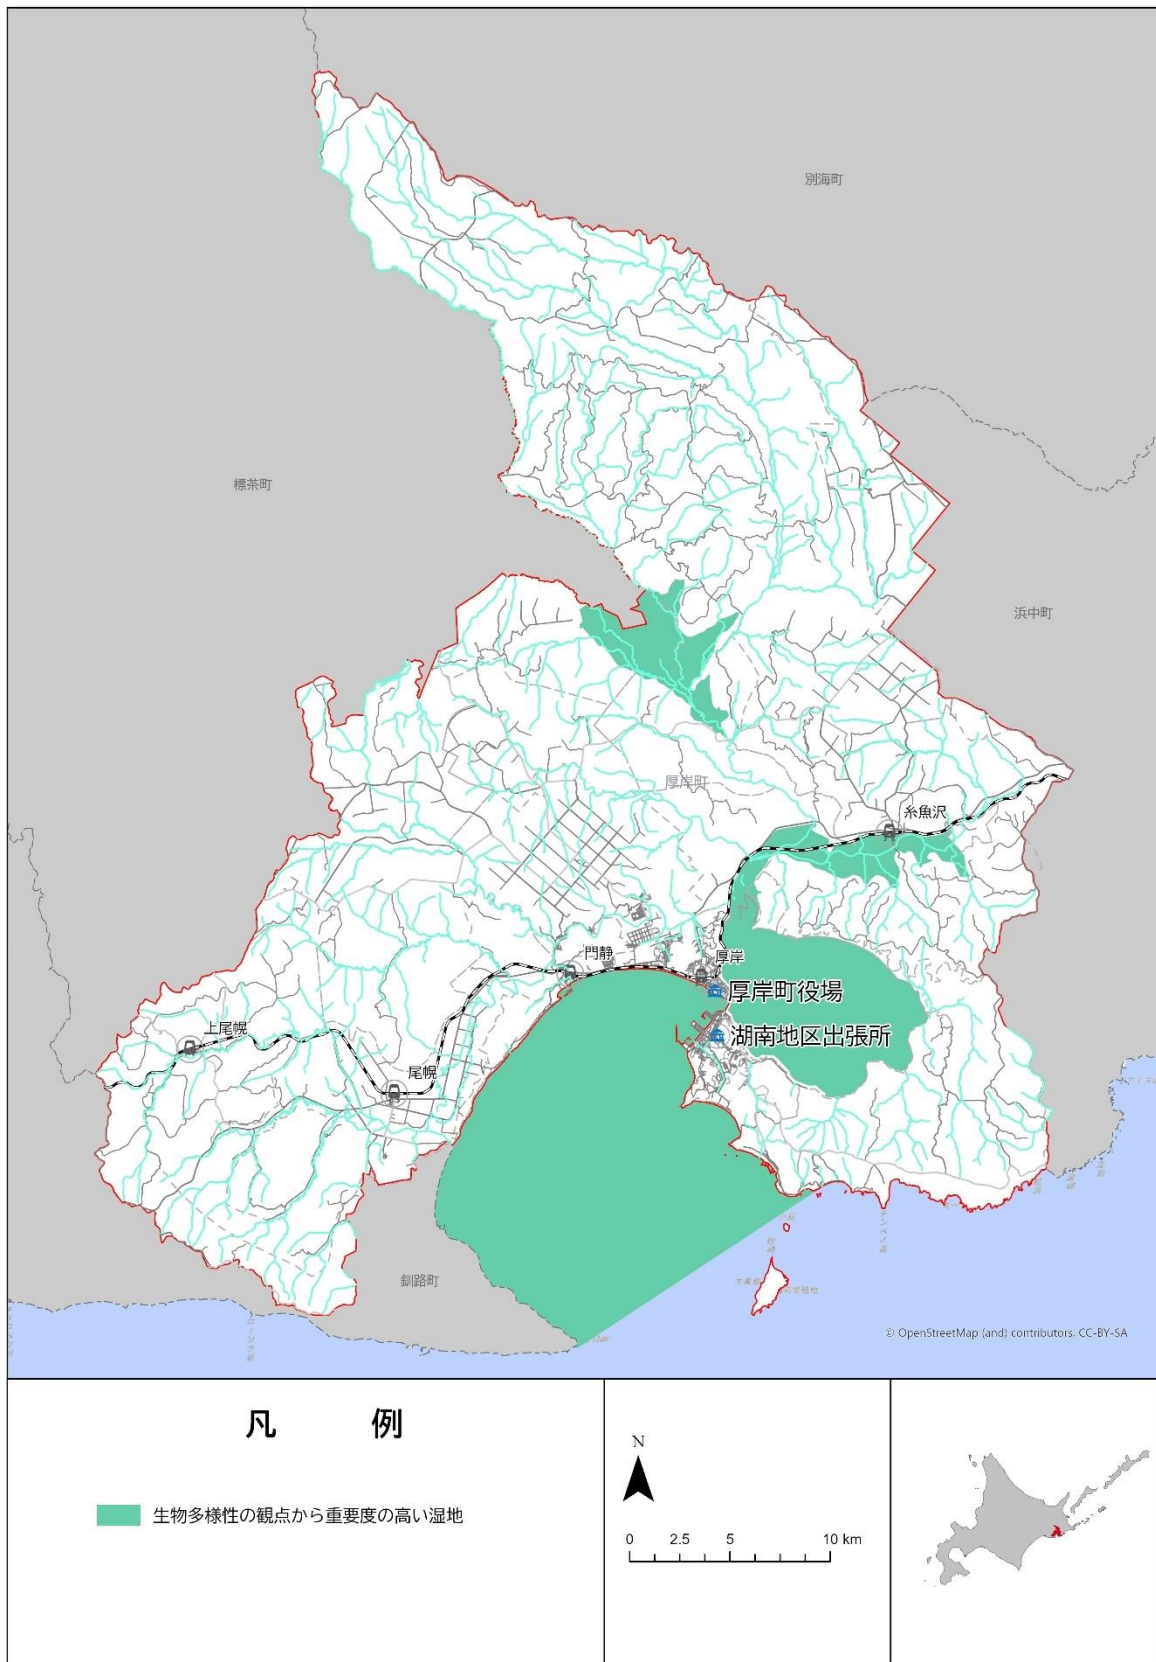 別海町
標茶町
浜中町
厚岸町
糸魚沢
門静
厚岸
厚岸町役場
湖南地区出張所
上尾幌
尾幌
釧路町
© OpenStreetMap (and) contributors, CC-BY-SA
凡 例
生物多様性の観点から重要度の高い湿地
N
0 2.5 5 10 km